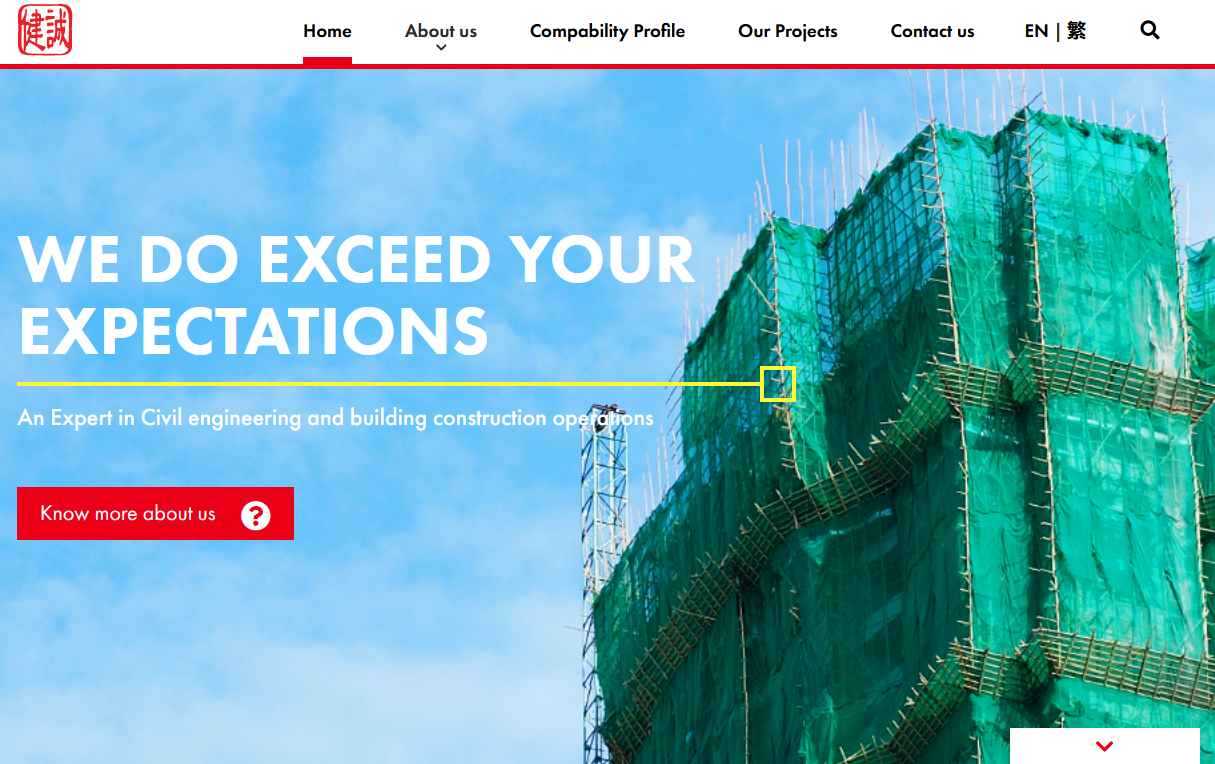 健誠
Home
About us
Compability Profile
Our Projects
Contact us
EN | 繁
WE DO EXCEED YOUR
EXPECTATIONS
An Expert in Civil engineering and building construction operations
Know more about us